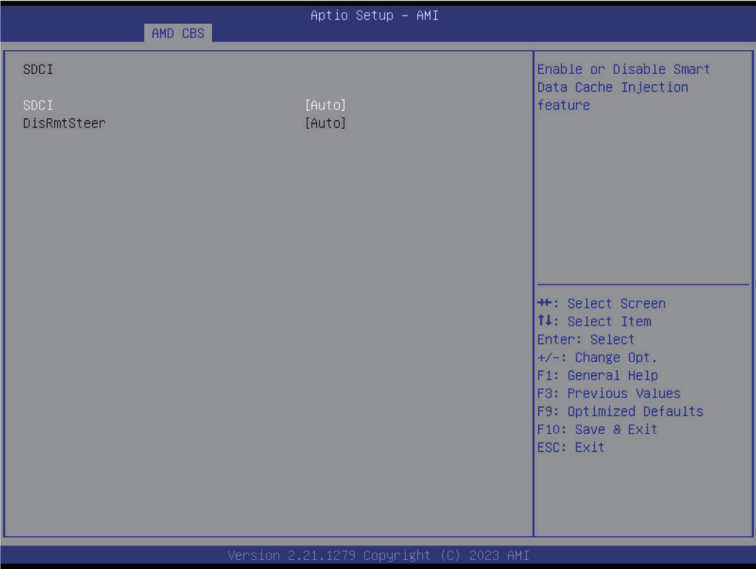 Aptio Setup – AMI
AMD CBS
SDCI
SDCI [Auto]
DisRmtSteer [Auto]
Enable or Disable Smart
Data Cache Injection
feature
→←: Select Screen
↑↓: Select Item
Enter: Select
+/-: Change Opt.
F1: General Help
F3: Previous Values
F9: Optimized Defaults
F10: Save & Exit
ESC: Exit
Version 2.21.1279 Copyright (C) 2023 AMI